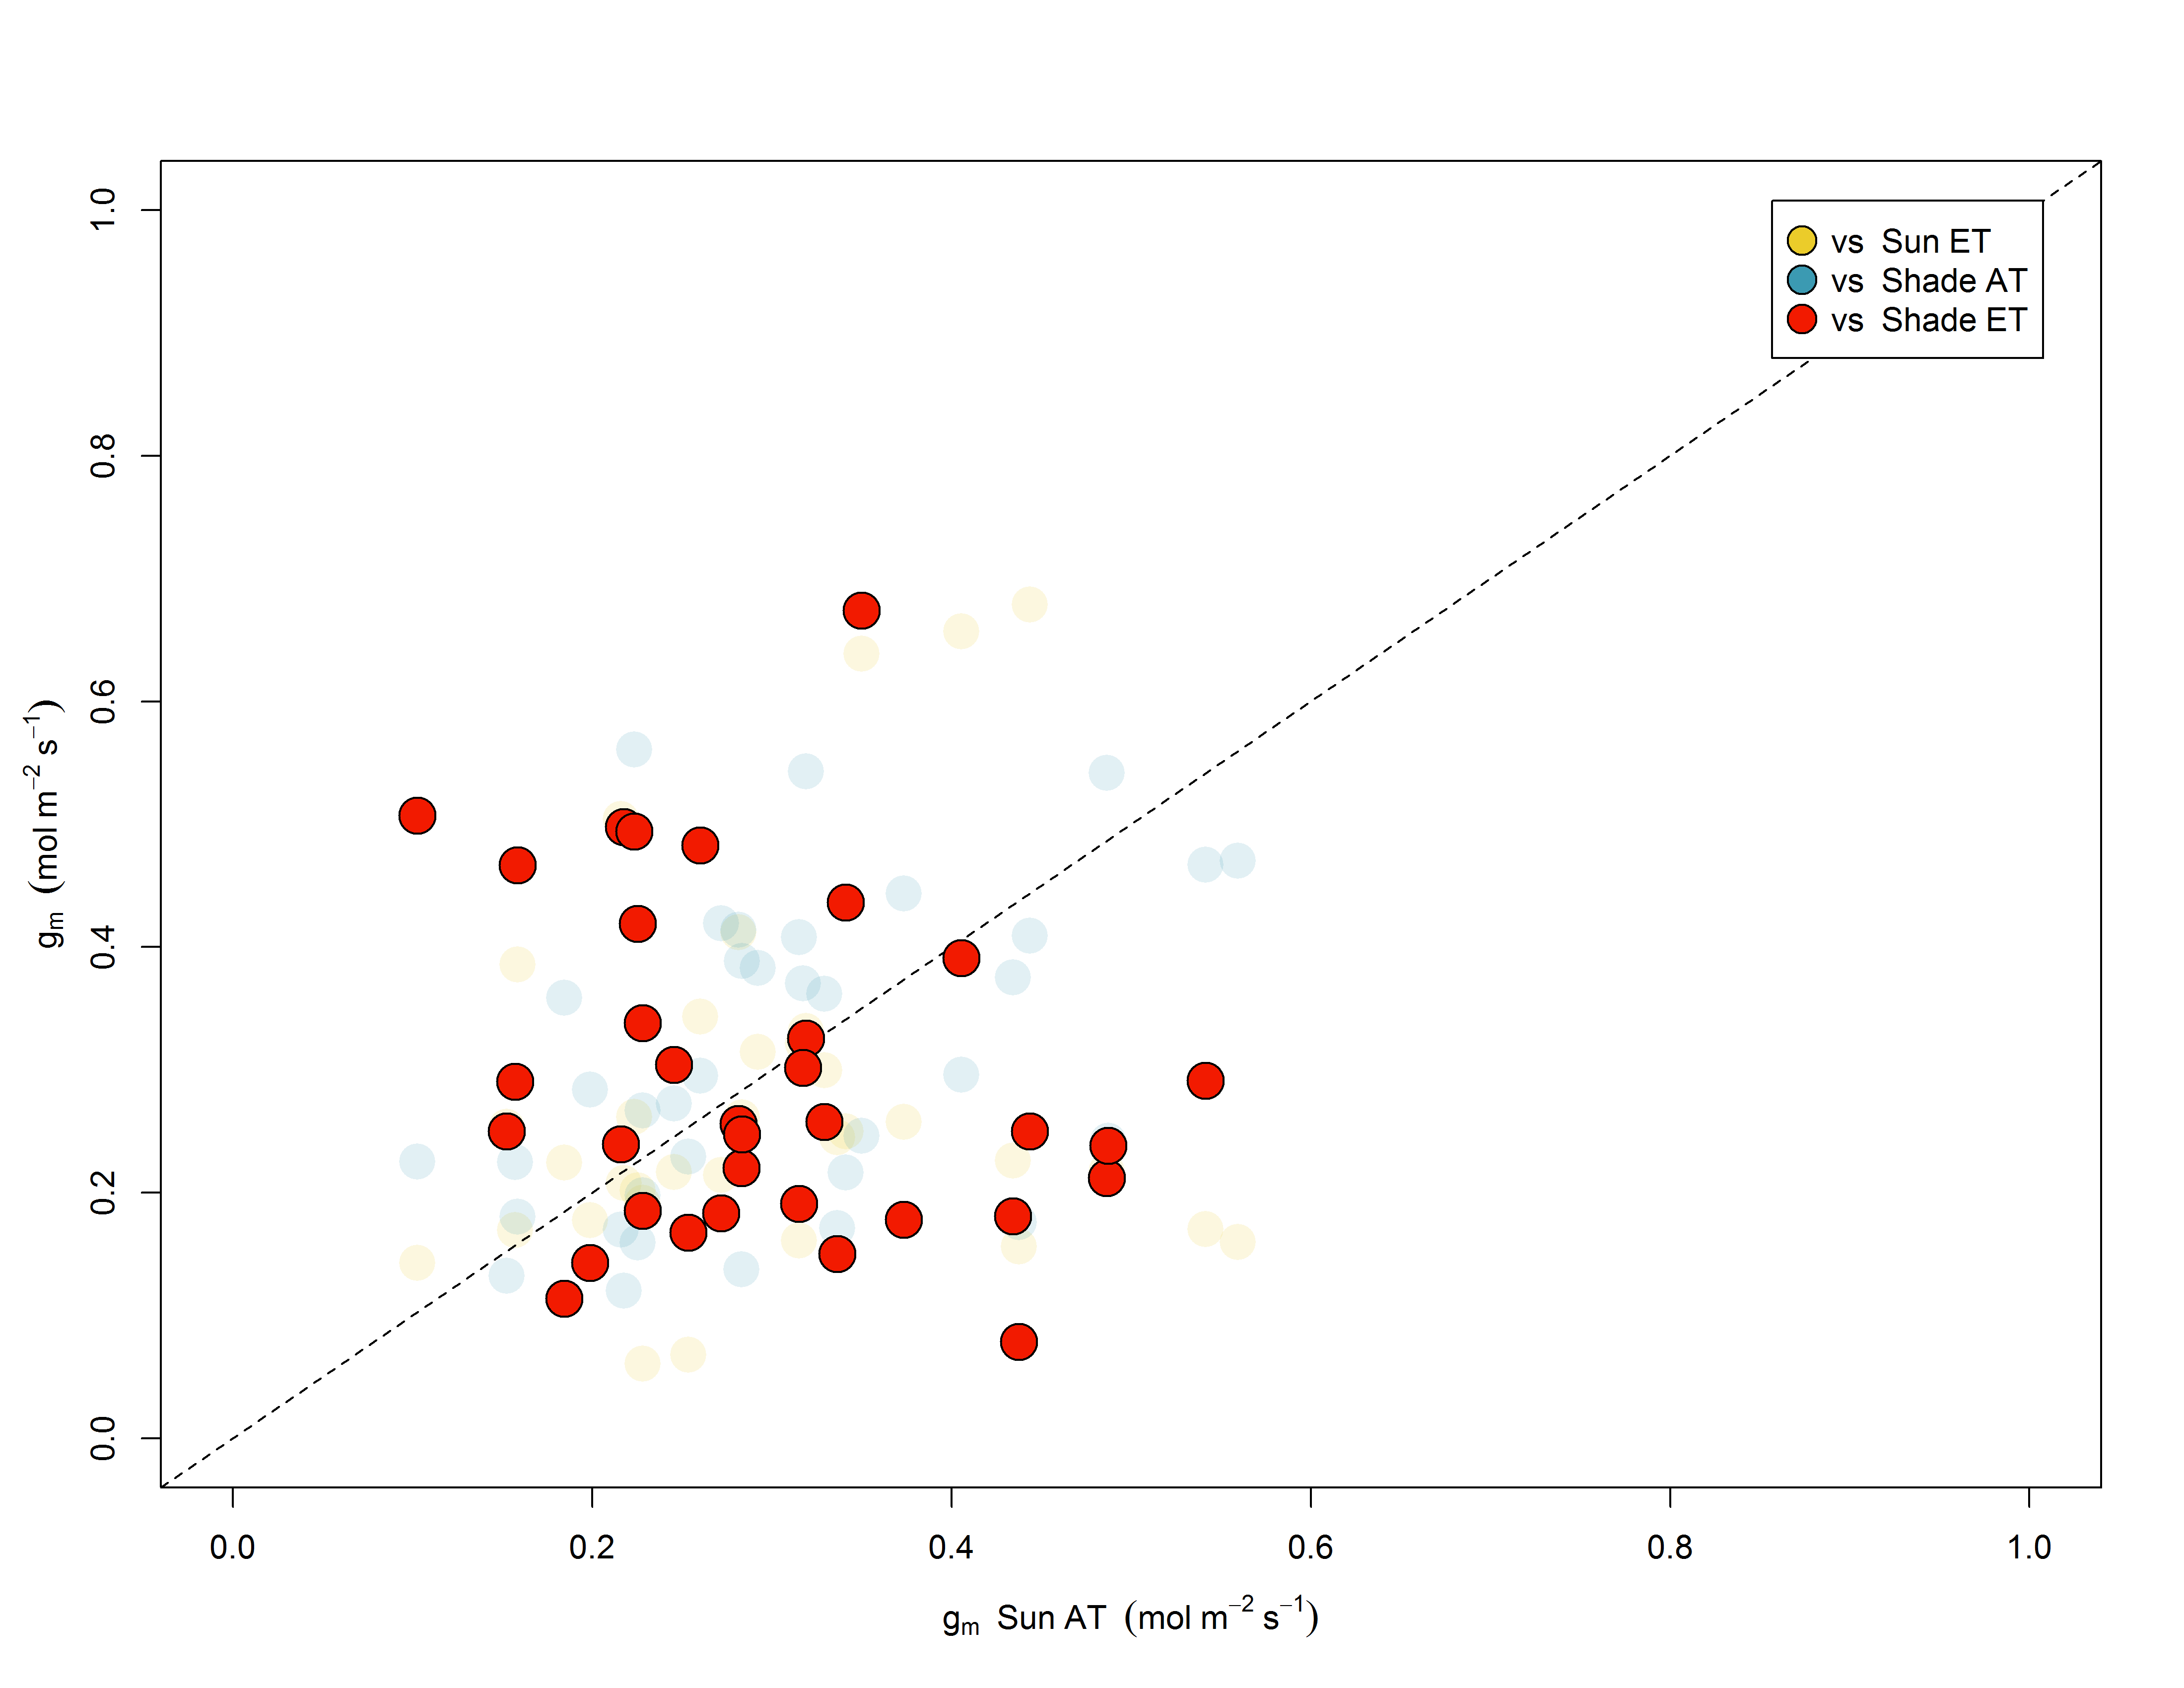 1.0
0.8
0.6
0.4
0.2
0.0
gm (mol m−2 s−1)
vs Sun ET
vs Shade AT
vs Shade ET
0.0 0.2 0.4 0.6 0.8 1.0
gm Sun AT (mol m−2 s−1)